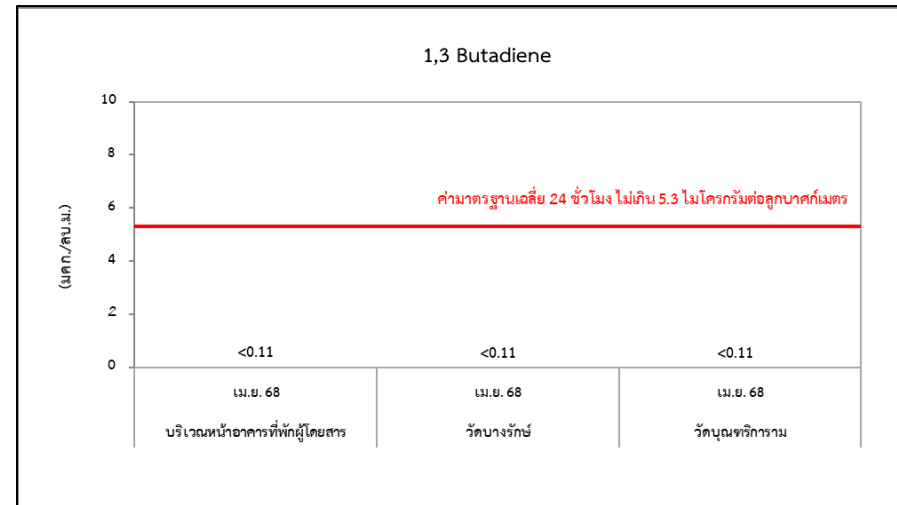 1,3 Butadiene
10
8
6
4
2
0
(มคก./ลบ.ม.)
ค่ามาตรฐานเฉลี่ย 24 ชั่วโมง ไม่เกิน 5.3 ไมโครกรัมต่อลูกบาศก์เมตร
<0.11 <0.11 <0.11
เม.ย. 68 เม.ย. 68 เม.ย. 68
บริเวณหน้าอาคารที่พักผู้โดยสาร วัดบางรักษ์ วัดบุณฑริการาม